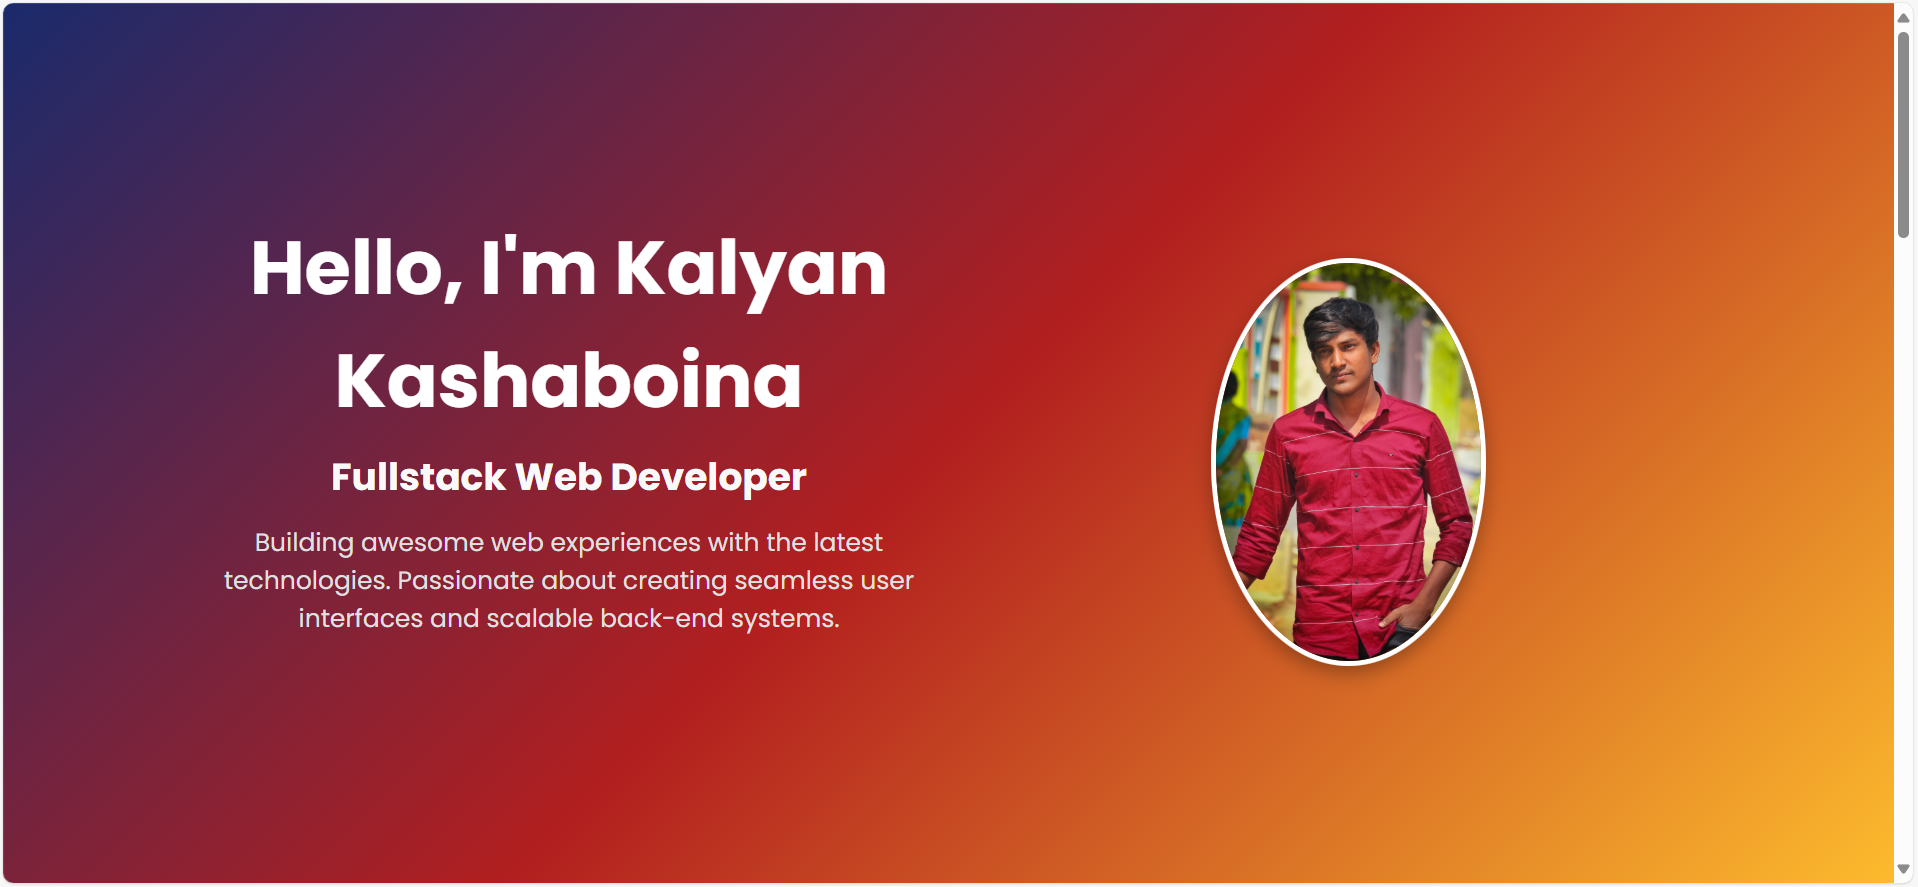 Hello, I'm Kalyan
Kashaboina
Fullstack Web Developer
Building awesome web experiences with the latest
technologies. Passionate about creating seamless user
interfaces and scalable back-end systems.